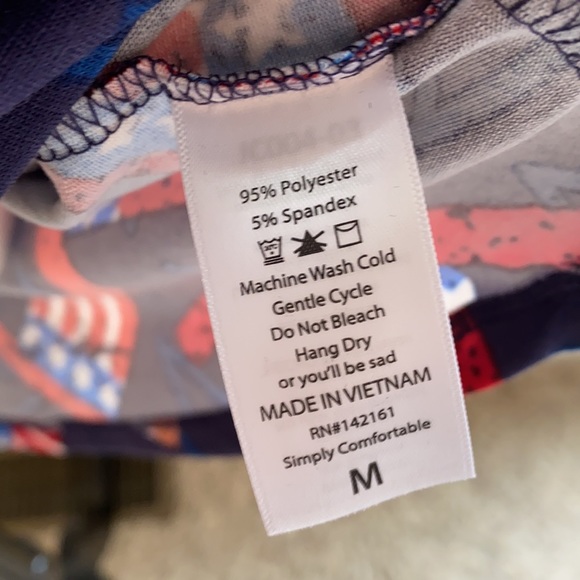 95% Polyester
5% Spandex
Machine Wash Cold
Gentle Cycle
Do Not Bleach
Hang Dry
or you'll be sad
MADE IN VIETNAM
RN#142161
Simply Comfortable
M